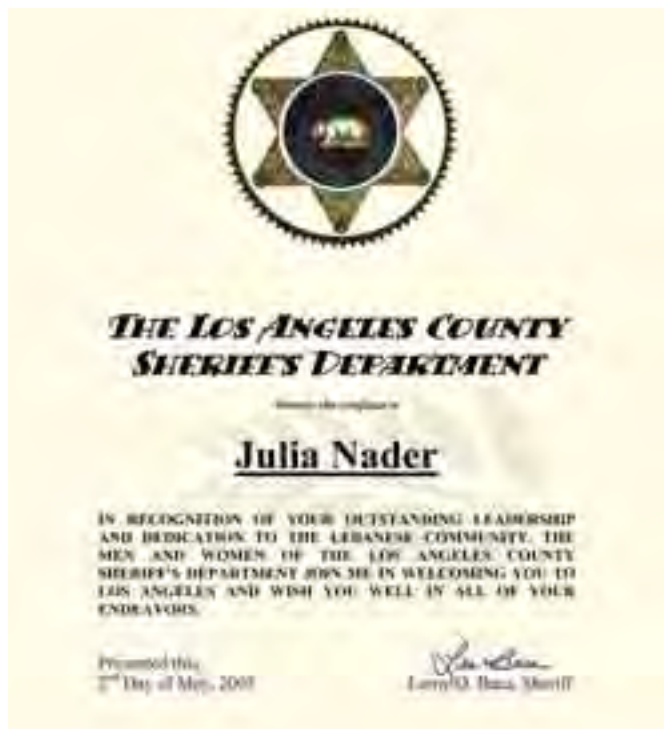 THE LOS ANGELES COUNTY
SHERIFF'S DEPARTMENT
Julia Nader
IN RECOGNITION OF YOUR OUTSTANDING LEADERSHIP
AND DEDICATION TO THE LEBANESE COMMUNITY. THE
MEN AND WOMEN OF THE LOS ANGELES COUNTY
SHERIFF'S DEPARTMENT JOIN ME IN WELCOMING YOU TO
LOS ANGELES AND WISH YOU WELL IN ALL OF YOUR
ENDEAVORS.
Presented this,
2nd Day of May,
Baca, Sheriff